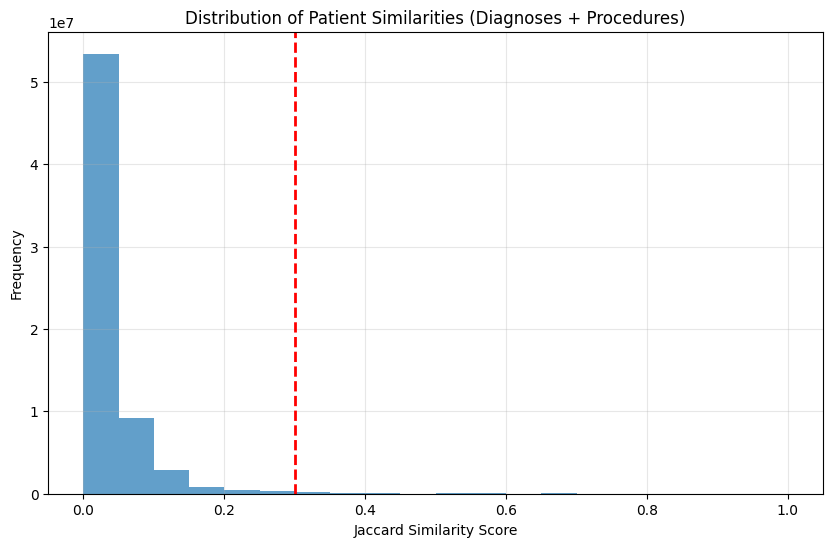 Distribution of Patient Similarities (Diagnoses + Procedures)
1e7
5
4
3
2
1
0
Frequency
0.0 0.2 0.4 0.6 0.8 1.0
Jaccard Similarity Score